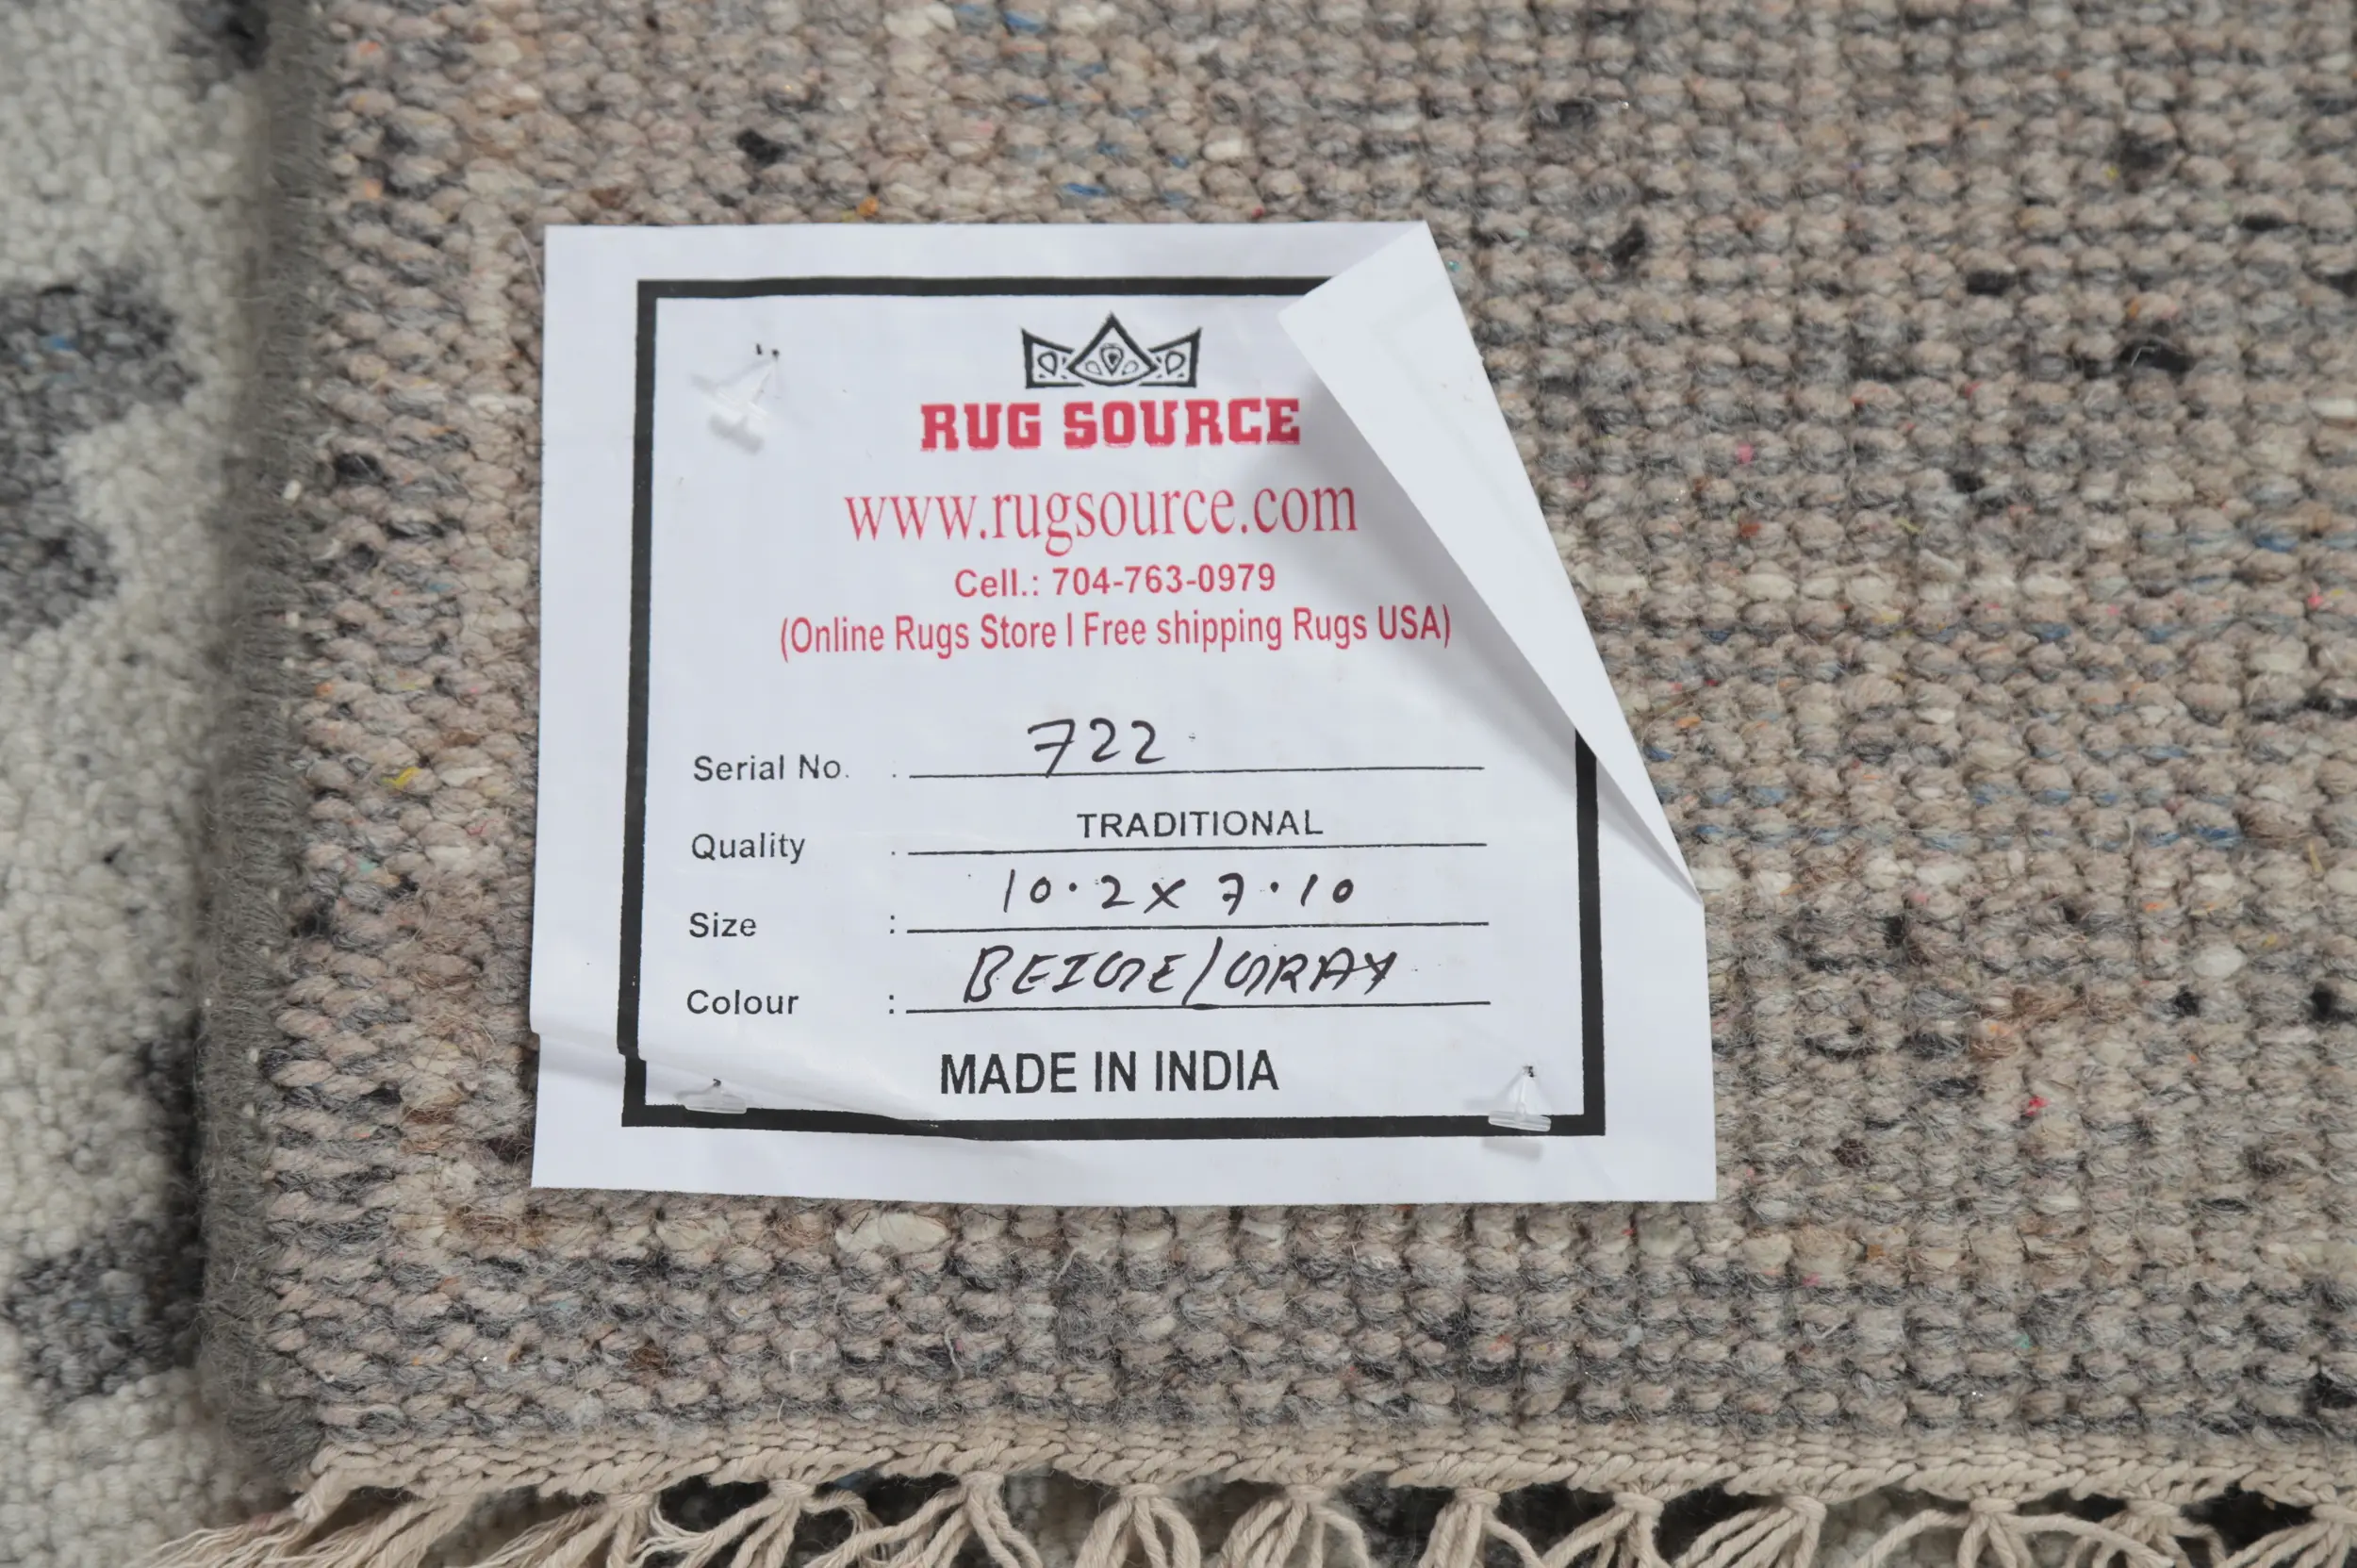 RUG SOURCE
www.rugsource.com
Cell.: 704-763-0979
(Online Rugs Store | Free shipping Rugs USA)
Serial No. : 722
Quality : TRADITIONAL
Size : 10.2 x 7.10
Colour : BEIGE/GRAY
MADE IN INDIA